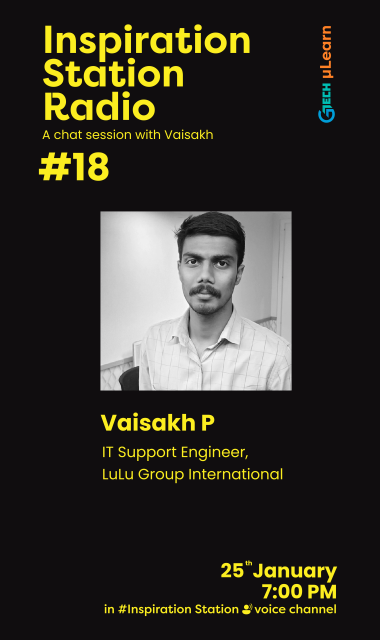 Inspiration
Station
Radio
A chat session with Vaisakh
#18
GTECH µLearn
Vaisakh P
IT Support Engineer,
LuLu Group International
25th January
7:00 PM
in #Inspiration Station voice channel